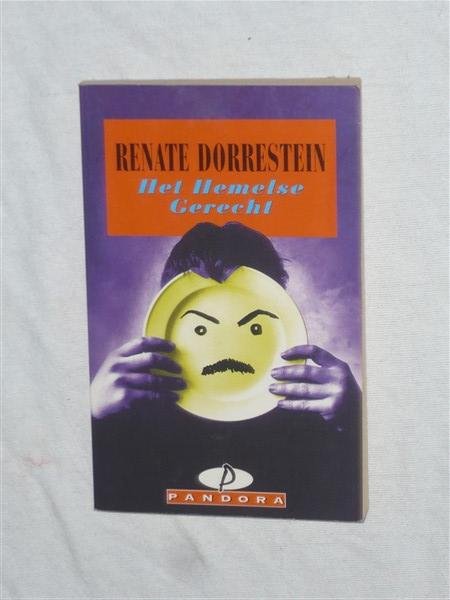 RENATE DORRESTEIN
Het Hemelse
Gerecht
P
PANDORA